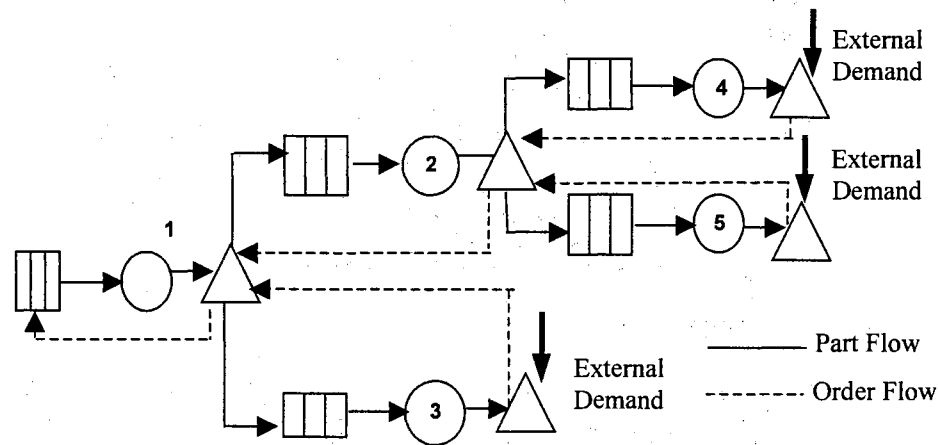 External
Demand
4
External
Demand
2
5
1
External
Demand
3
Part Flow
Order Flow